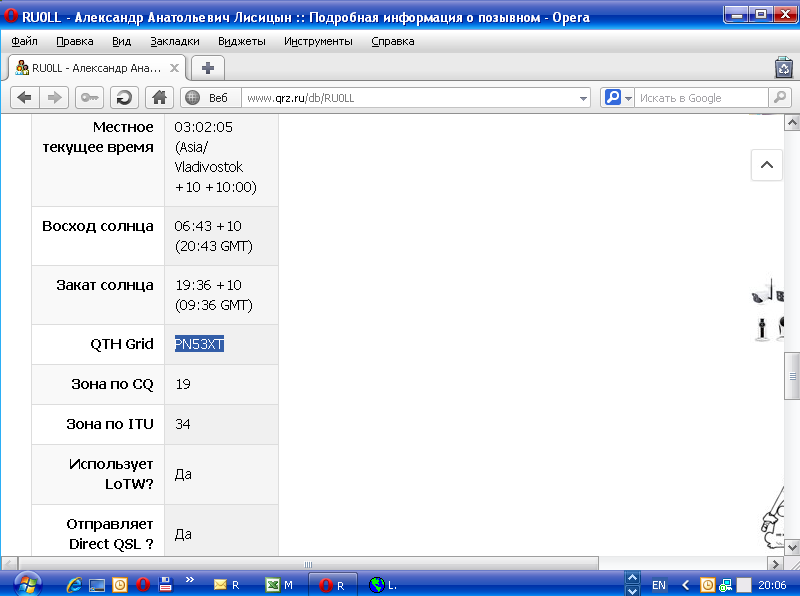 RU0LL - Александр Анатольевич Лисицын :: Подробная информация о позывном - Opera
Файл Правка Вид Закладки Виджеты Инструменты Справка
RU0LL - Александр Ана...
Веб www.qrz.ru/db/RU0LL Искать в Google
Местное текущее время
03:02:05
(Asia/
Vladivostok
+10 +10:00)
Восход солнца
06:43 +10
(20:43 GMT)
Закат солнца
19:36 +10
(09:36 GMT)
QTH Grid PN53XT
Зона по CQ 19
Зона по ITU 34
Использует
LoTW?
Да
Отправляет
Direct QSL ?
Да
» R M R L. EN 20:06